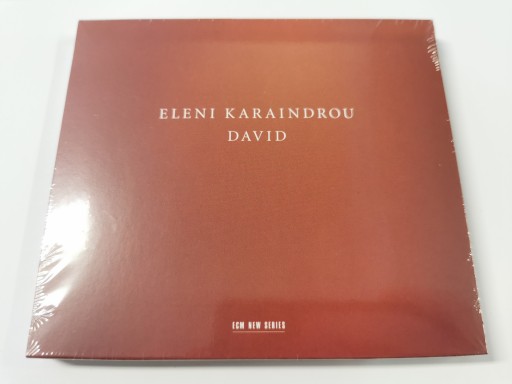 ELENI KARAINDROU
DAVID
ECM NEW SERIES